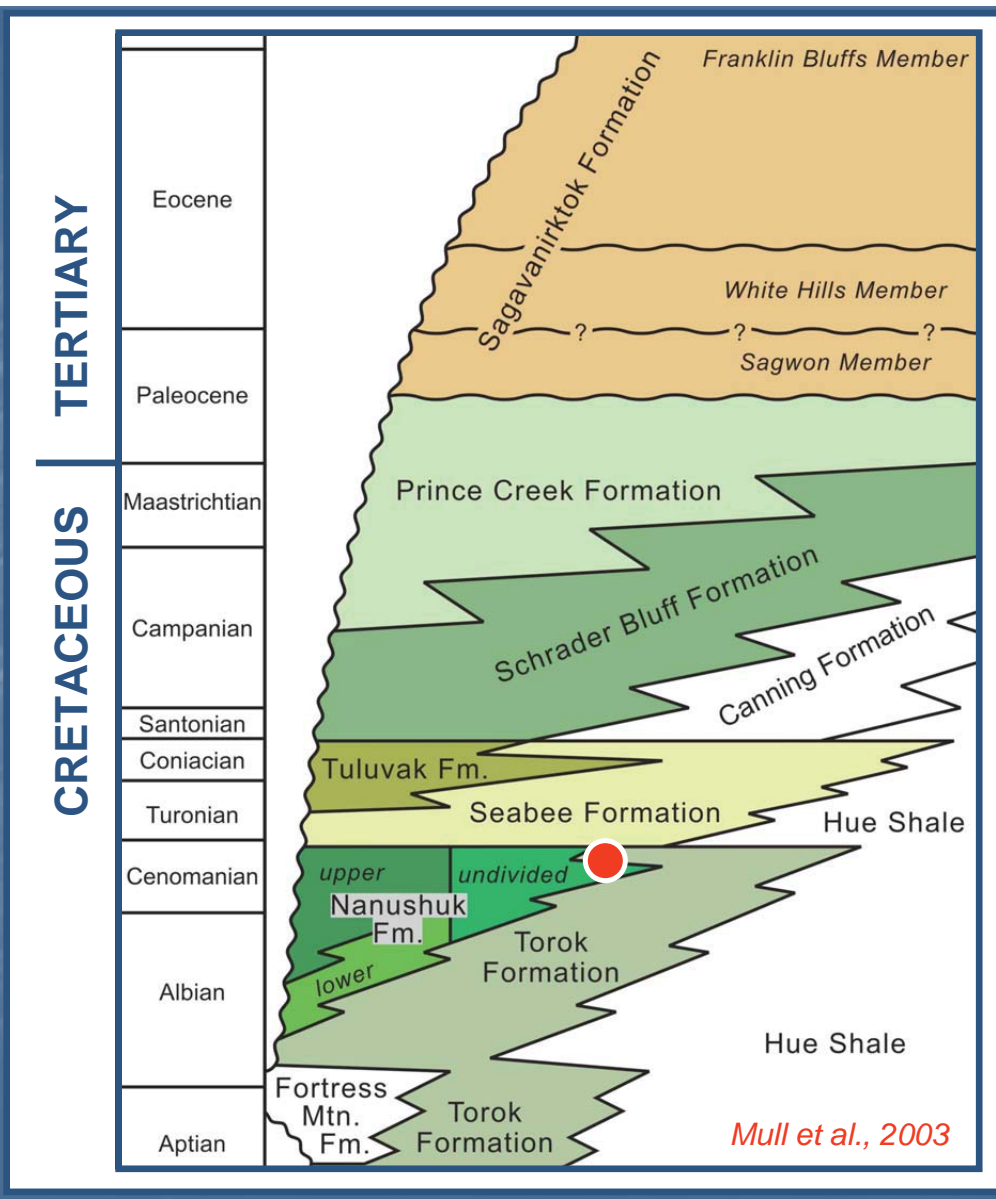 TERTIARY
CRETACEOUS
Eocene
Paleocene
Maastrichtian
Campanian
Santonian
Coniacian
Turonian
Cenomanian
Albian
Aptian
Franklin Bluffs Member
Sagavanirktok Formation
White Hills Member
? ? ?
Sagwon Member
Prince Creek Formation
Schrader Bluff Formation
Canning Formation
Tuluvak Fm.
Seabee Formation
Hue Shale
upper
undivided
Nanushuk
Fm.
lower
Torok
Formation
Hue Shale
Fortress
Mtn.
Fm.
Torok
Formation
Mull et al., 2003